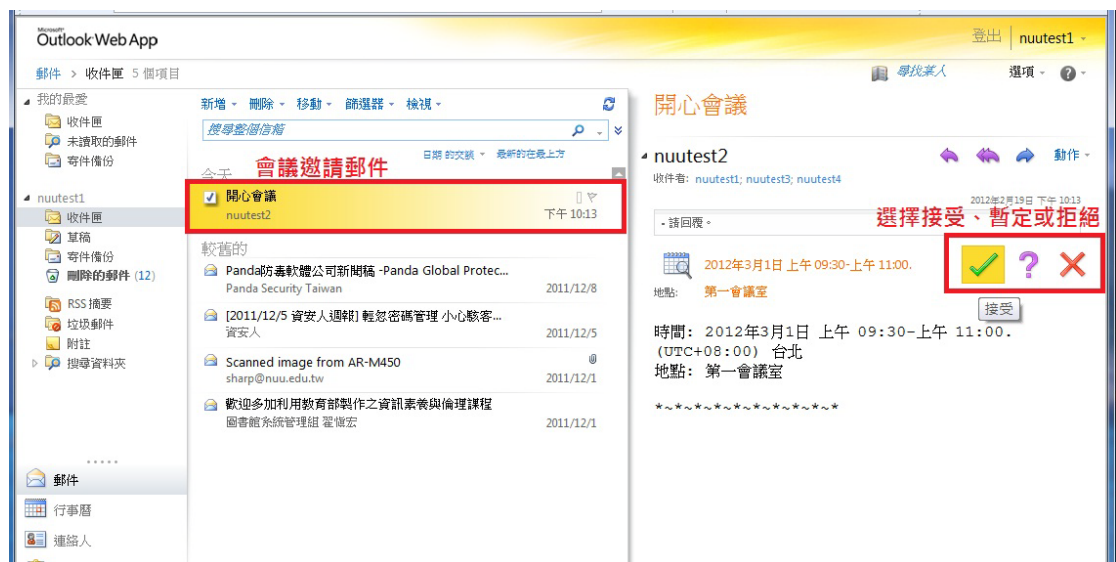 Microsoft
Outlook Web App
登出 | nuutest1
郵件 > 收件匣 5 個項目
尋找某人
選項
我的最愛
收件匣
未讀取的郵件
寄件備份
nuutest1
收件匣
草稿
寄件備份
刪除的郵件 (12)
RSS 摘要
垃圾郵件
附註
搜尋資料夾
郵件
行事曆
連絡人
新增 刪除 移動 篩選器 檢視
搜尋整個信箱
日期 的交談 最新的在最上方
會議邀請郵件
今天
開心會議
nuutest2 下午 10:13
較舊的
Panda防毒軟體公司新聞稿 -Panda Global Protec...
Panda Security Taiwan 2011/12/8
[2011/12/5 資安人週報] 輕忽密碼管理 小心駭客...
資安人 2011/12/5
Scanned image from AR-M450
sharp@nuu.edu.tw 2011/12/1
歡迎多加利用教育部製作之資訊素養與倫理課程
圖書館系統管理組 翟愼宏 2011/12/1
開心會議
nuutest2
動作
收件者: nuutest1; nuutest3; nuutest4
2012年2月19日 下午 10:13
選擇接受、暫定或拒絕
- 請回覆。
2012年3月1日 上午 09:30-上午 11:00.
地點: 第一會議室
接受
時間: 2012年3月1日 上午 09:30-上午 11:00.
(UTC+08:00) 台北
地點: 第一會議室
*~*~*~*~*~*~*~*~*~*